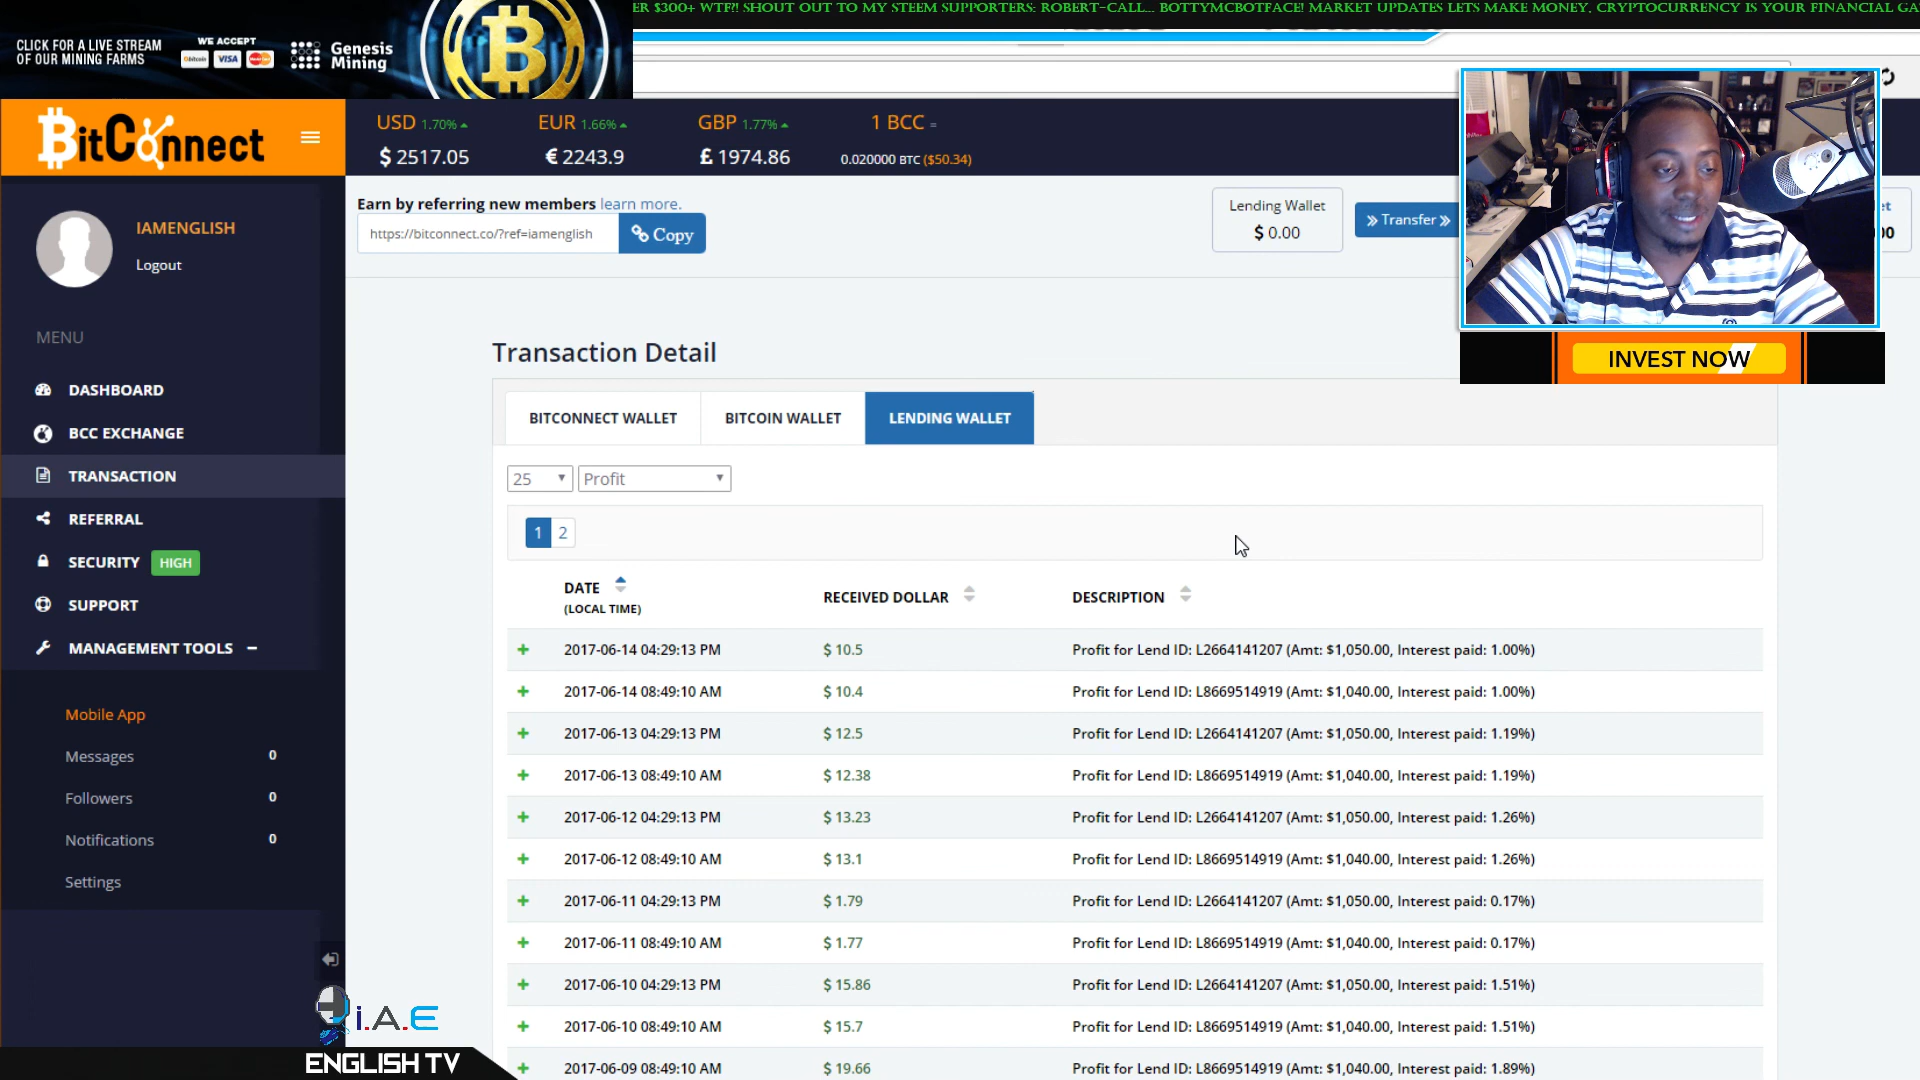 ER $300+ WTF?! SHOUT OUT TO MY STEEM SUPPORTERS: ROBERT-CALL... BOTTYMCBOTFACE! MARKET UPDATES LETS MAKE MONEY. CRYPTOCURRENCY IS YOUR FINANCIAL GA
CLICK FOR A LIVE STREAM
OF OUR MINING FARMS
WE ACCEPT
bitcoin VISA
Genesis
Mining
BitConnect
USD 1.70%
$ 2517.05
EUR 1.66%
€ 2243.9
GBP 1.77%
£ 1974.86
1 BCC =
0.020000 BTC ($50.34)
Earn by referring new members learn more.
https://bitconnect.co/?ref=iamenglish
Copy
Lending Wallet
$ 0.00
Transfer
et
00
IAMENGLISH
Logout
INVEST NOW
MENU
DASHBOARD
BCC EXCHANGE
TRANSACTION
REFERRAL
SECURITY HIGH
SUPPORT
MANAGEMENT TOOLS −
Mobile App
Messages 0
Followers 0
Notifications 0
Settings
Transaction Detail
BITCONNECT WALLET BITCOIN WALLET LENDING WALLET
25 Profit
1 2
DATE
(LOCAL TIME)
RECEIVED DOLLAR
DESCRIPTION
+ 2017-06-14 04:29:13 PM $ 10.5 Profit for Lend ID: L2664141207 (Amt: $1,050.00, Interest paid: 1.00%)
+ 2017-06-14 08:49:10 AM $ 10.4 Profit for Lend ID: L8669514919 (Amt: $1,040.00, Interest paid: 1.00%)
+ 2017-06-13 04:29:13 PM $ 12.5 Profit for Lend ID: L2664141207 (Amt: $1,050.00, Interest paid: 1.19%)
+ 2017-06-13 08:49:10 AM $ 12.38 Profit for Lend ID: L8669514919 (Amt: $1,040.00, Interest paid: 1.19%)
+ 2017-06-12 04:29:13 PM $ 13.23 Profit for Lend ID: L2664141207 (Amt: $1,050.00, Interest paid: 1.26%)
+ 2017-06-12 08:49:10 AM $ 13.1 Profit for Lend ID: L8669514919 (Amt: $1,040.00, Interest paid: 1.26%)
+ 2017-06-11 04:29:13 PM $ 1.79 Profit for Lend ID: L2664141207 (Amt: $1,050.00, Interest paid: 0.17%)
+ 2017-06-11 08:49:10 AM $ 1.77 Profit for Lend ID: L8669514919 (Amt: $1,040.00, Interest paid: 0.17%)
+ 2017-06-10 04:29:13 PM $ 15.86 Profit for Lend ID: L2664141207 (Amt: $1,050.00, Interest paid: 1.51%)
+ 2017-06-10 08:49:10 AM $ 15.7 Profit for Lend ID: L8669514919 (Amt: $1,040.00, Interest paid: 1.51%)
+ 2017-06-09 08:49:10 AM $ 19.66 Profit for Lend ID: L8669514919 (Amt: $1,040.00, Interest paid: 1.89%)
i.A.E
ENGLISH TV